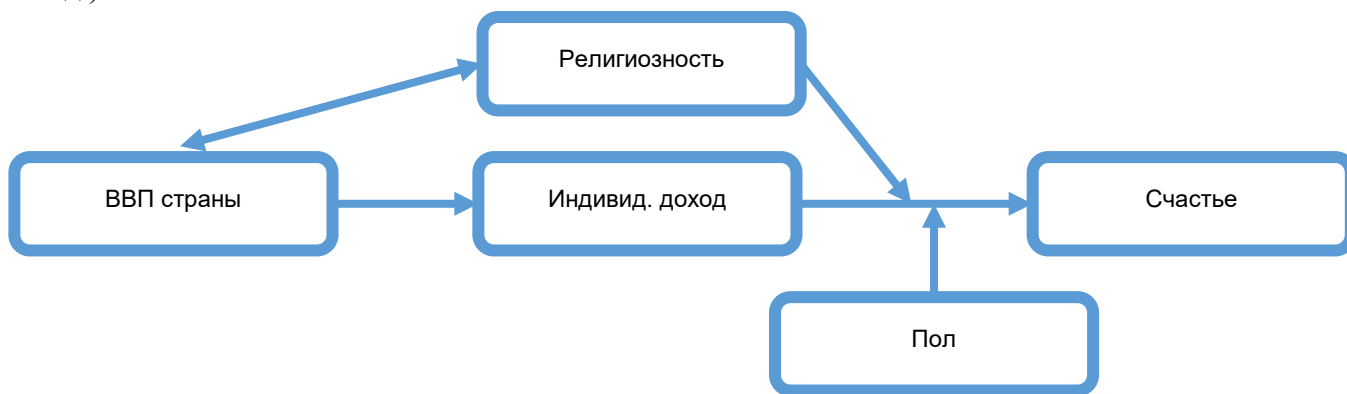 Религиозность
ВВП страны
Индивид. доход
Счастье
Пол